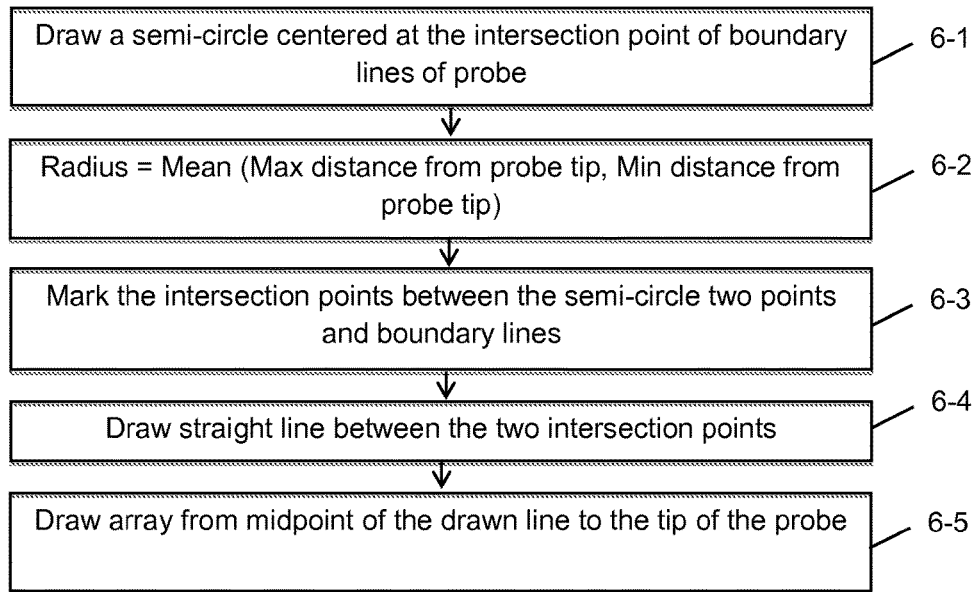 Draw a semi-circle centered at the intersection point of boundary
lines of probe
6-1
Radius = Mean (Max distance from probe tip, Min distance from
probe tip)
6-2
Mark the intersection points between the semi-circle two points
and boundary lines
6-3
Draw straight line between the two intersection points
6-4
Draw array from midpoint of the drawn line to the tip of the probe
6-5